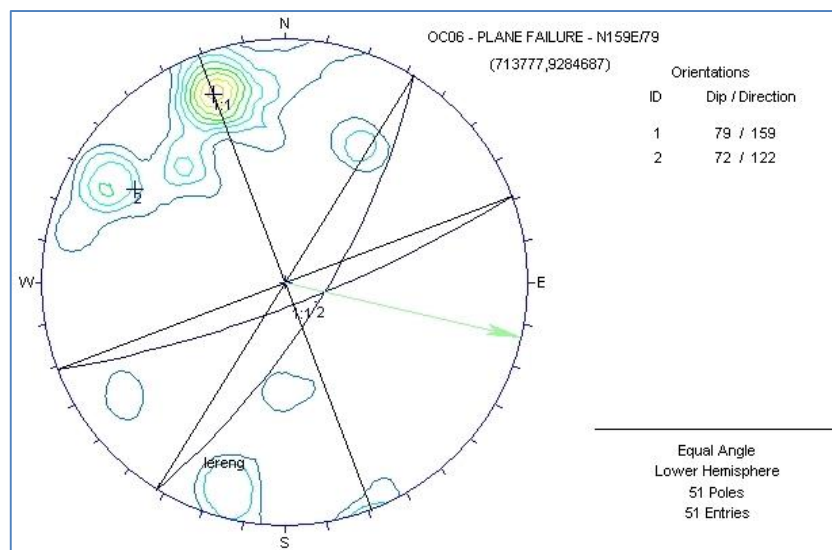 N
OC06 - PLANE FAILURE - N159E/79
(713777,9284687)
Orientations
ID Dip / Direction
1 79 / 159
2 72 / 122
1:1
2
W
E
1:1 2
lereng
S
Equal Angle
Lower Hemisphere
51 Poles
51 Entries